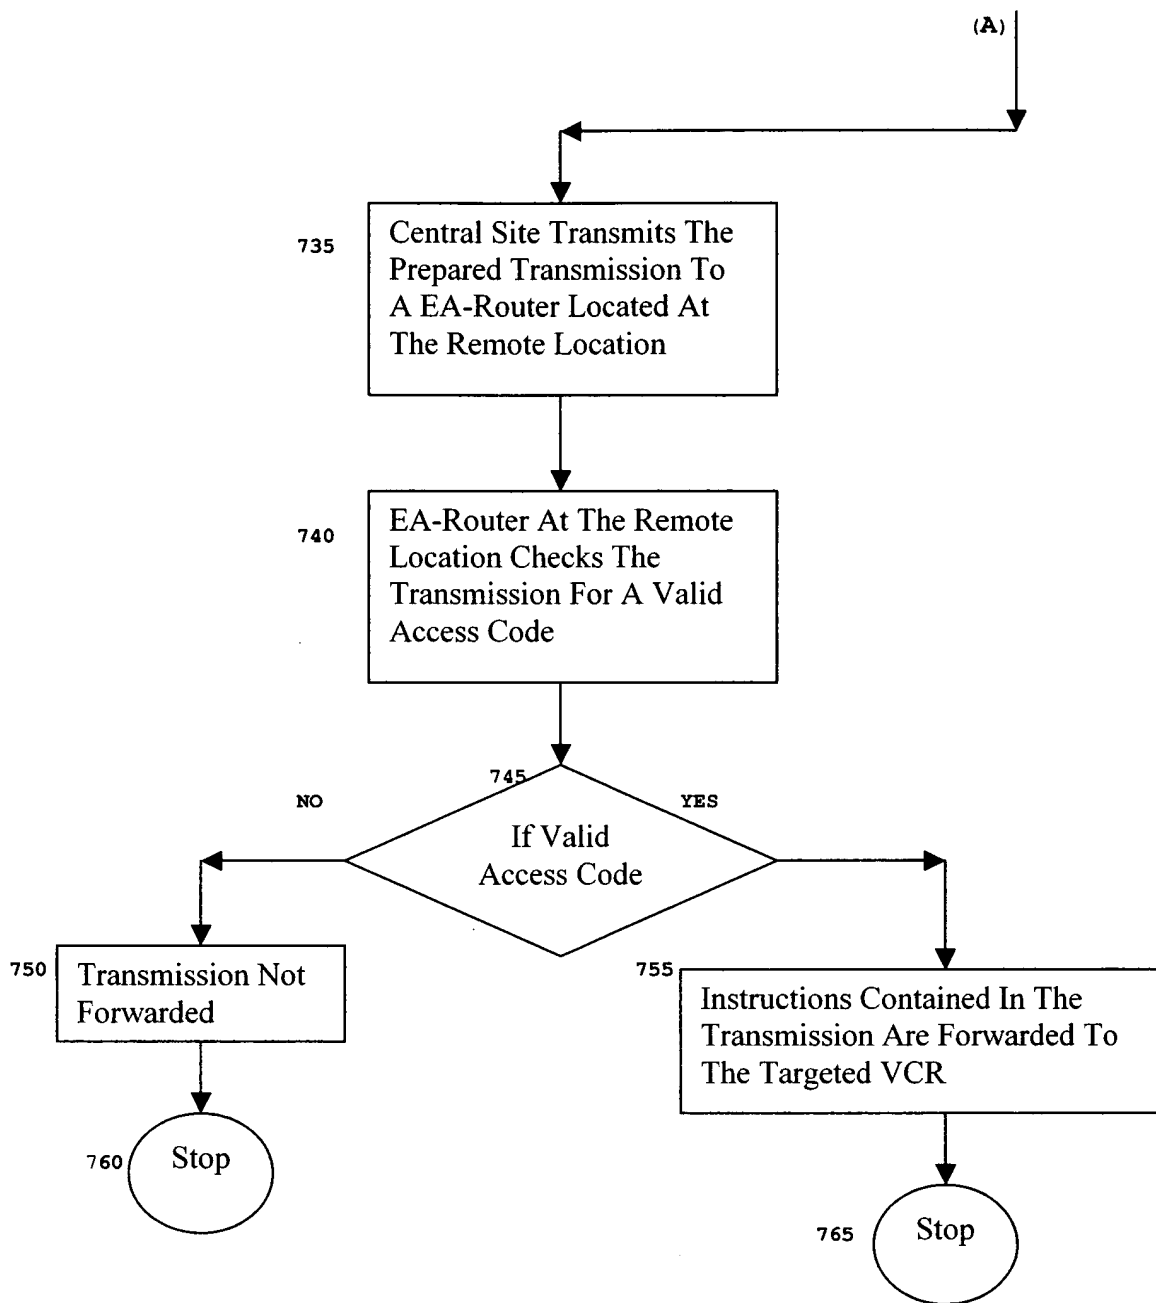 (A)
735
Central Site Transmits The
Prepared Transmission To
A EA-Router Located At
The Remote Location
740
EA-Router At The Remote
Location Checks The
Transmission For A Valid
Access Code
745
NO
YES
If Valid
Access Code
750
Transmission Not
Forwarded
755
Instructions Contained In The
Transmission Are Forwarded To
The Targeted VCR
760
Stop
765
Stop